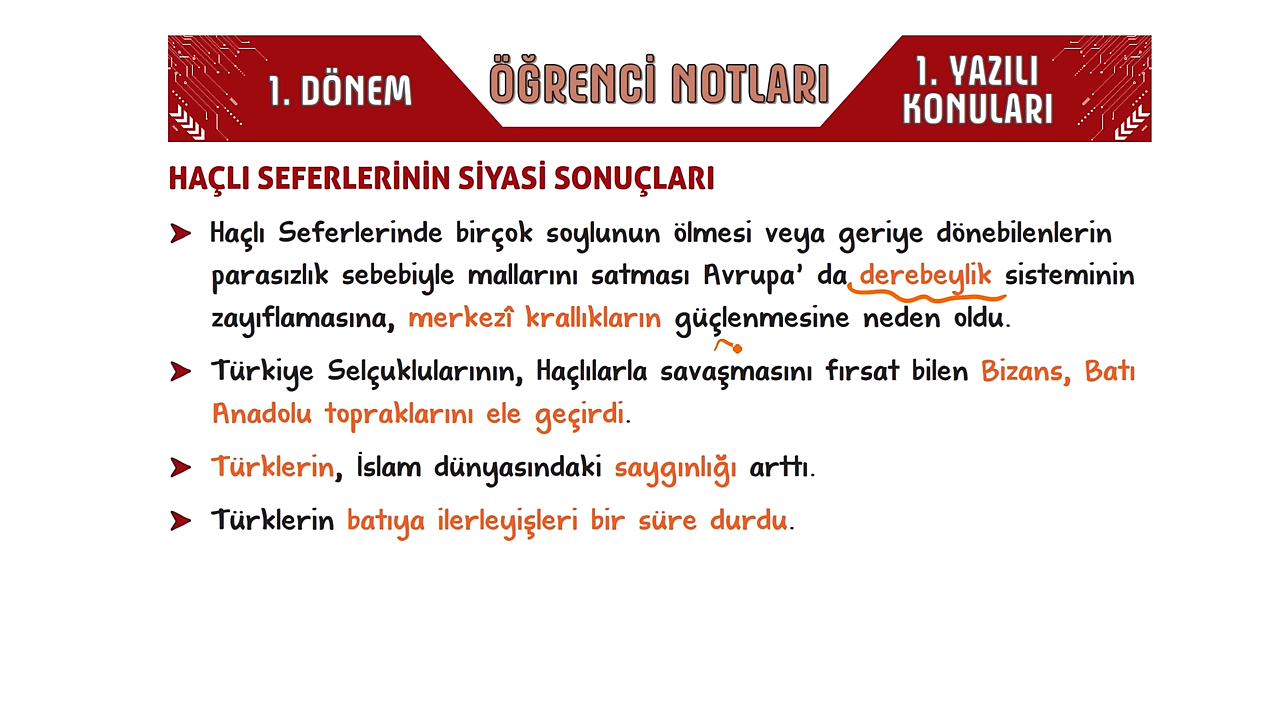 1. DÖNEM
ÖĞRENCİ NOTLARI
1. YAZILI
KONULARI
HAÇLI SEFERLERİNİN SİYASİ SONUÇLARI
Haçlı Seferlerinde birçok soylunun ölmesi veya geriye dönebilenlerin
parasızlık sebebiyle mallarını satması Avrupa' da derebeylik sisteminin
zayıflamasına, merkezî krallıkların güçlenmesine neden oldu.
Türkiye Selçuklularının, Haçlılarla savaşmasını fırsat bilen Bizans, Batı
Anadolu topraklarını ele geçirdi.
Türklerin, İslam dünyasındaki saygınlığı arttı.
Türklerin batıya ilerleyişleri bir süre durdu.